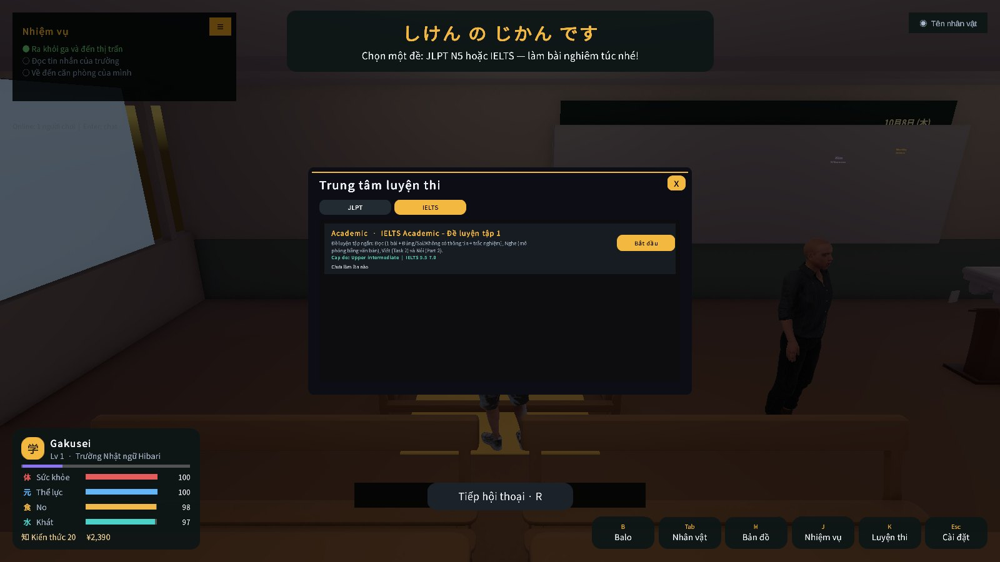 Nhiệm vụ
☰
Ra khỏi ga và đến thị trấn
Đọc tin nhắn của trường
Về đến căn phòng của mình
Online: 1 người chơi | Enter: chat
しけん の じかん です
Chọn một đề: JLPT N5 hoặc IELTS — làm bài nghiêm túc nhé!
◉ Tên nhân vật
10月8日 (木)
Kim
Trung tâm luyện thi
X
JLPT
IELTS
Academic · IELTS Academic - Đề luyện tập 1
Đề luyện tập ngắn: Đọc (1 bài + Đúng/Sai/Không có thông tin + trắc nghiệm), Nghe (mô
phỏng bằng văn bản), Viết (Task 2) và Nói (Part 2).
Cap do: Upper intermediate | IELTS 5.5 7.0
Chưa làm lần nào
Bắt đầu
学
Gakusei
Lv 1 · Trường Nhật ngữ Hibari
体 Sức khỏe 100
元 Thể lực 100
食 No 98
水 Khát 97
知 Kiến thức 20 ¥2,390
Tiếp hội thoại · R
B
Balo
Tab
Nhân vật
M
Bản đồ
J
Nhiệm vụ
K
Luyện thi
Esc
Cài đặt